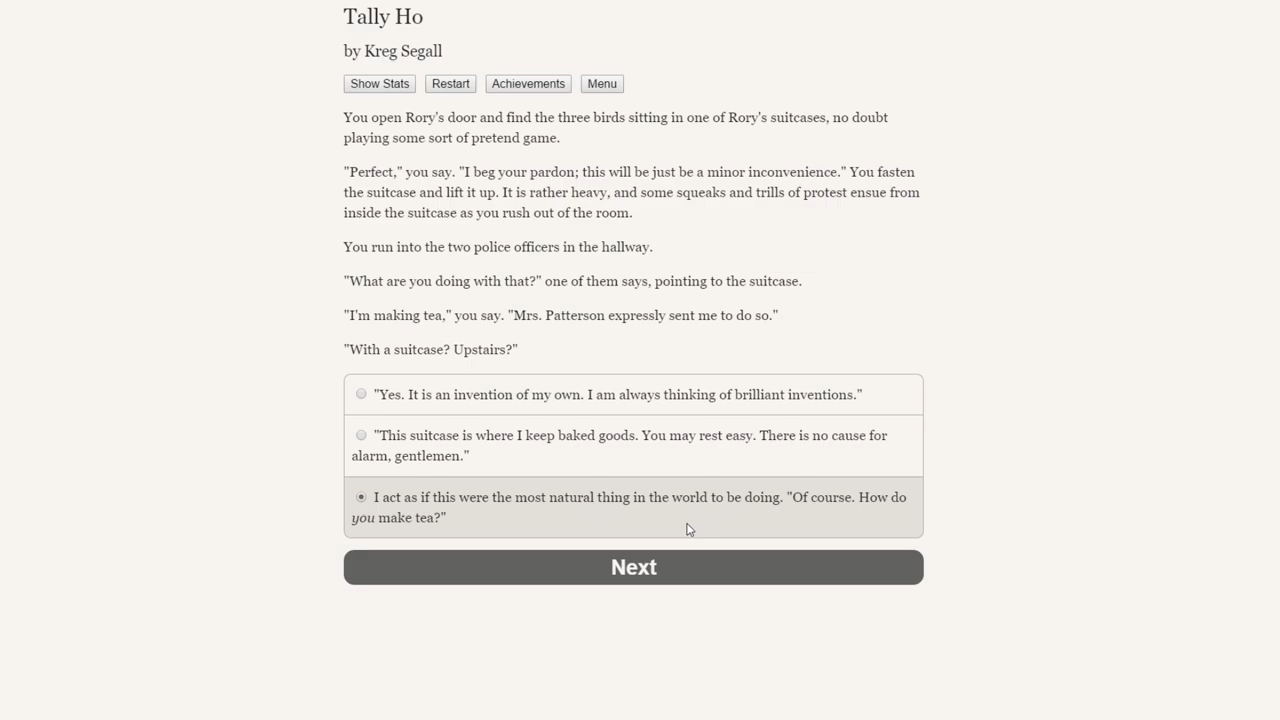 Tally Ho
by Kreg Segall
Show Stats Restart Achievements Menu
You open Rory's door and find the three birds sitting in one of Rory's suitcases, no doubt
playing some sort of pretend game.
"Perfect," you say. "I beg your pardon; this will be just be a minor inconvenience." You fasten
the suitcase and lift it up. It is rather heavy, and some squeaks and trills of protest ensue from
inside the suitcase as you rush out of the room.
You run into the two police officers in the hallway.
"What are you doing with that?" one of them says, pointing to the suitcase.
"I'm making tea," you say. "Mrs. Patterson expressly sent me to do so."
"With a suitcase? Upstairs?"
"Yes. It is an invention of my own. I am always thinking of brilliant inventions."
"This suitcase is where I keep baked goods. You may rest easy. There is no cause for
alarm, gentlemen."
I act as if this were the most natural thing in the world to be doing. "Of course. How do
you make tea?"
Next